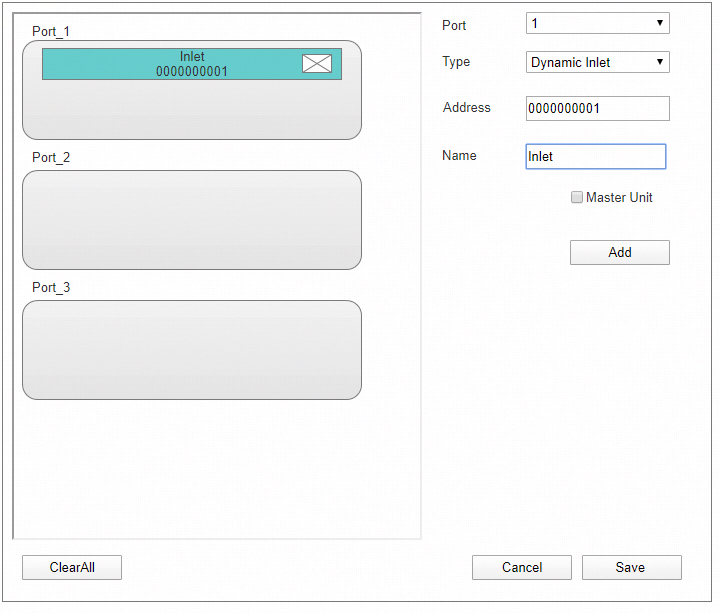 Port_1
Inlet
0000000001
Port_2
Port_3
Port
1
Type
Dynamic Inlet
Address
0000000001
Name
Inlet
Master Unit
Add
ClearAll
Cancel
Save